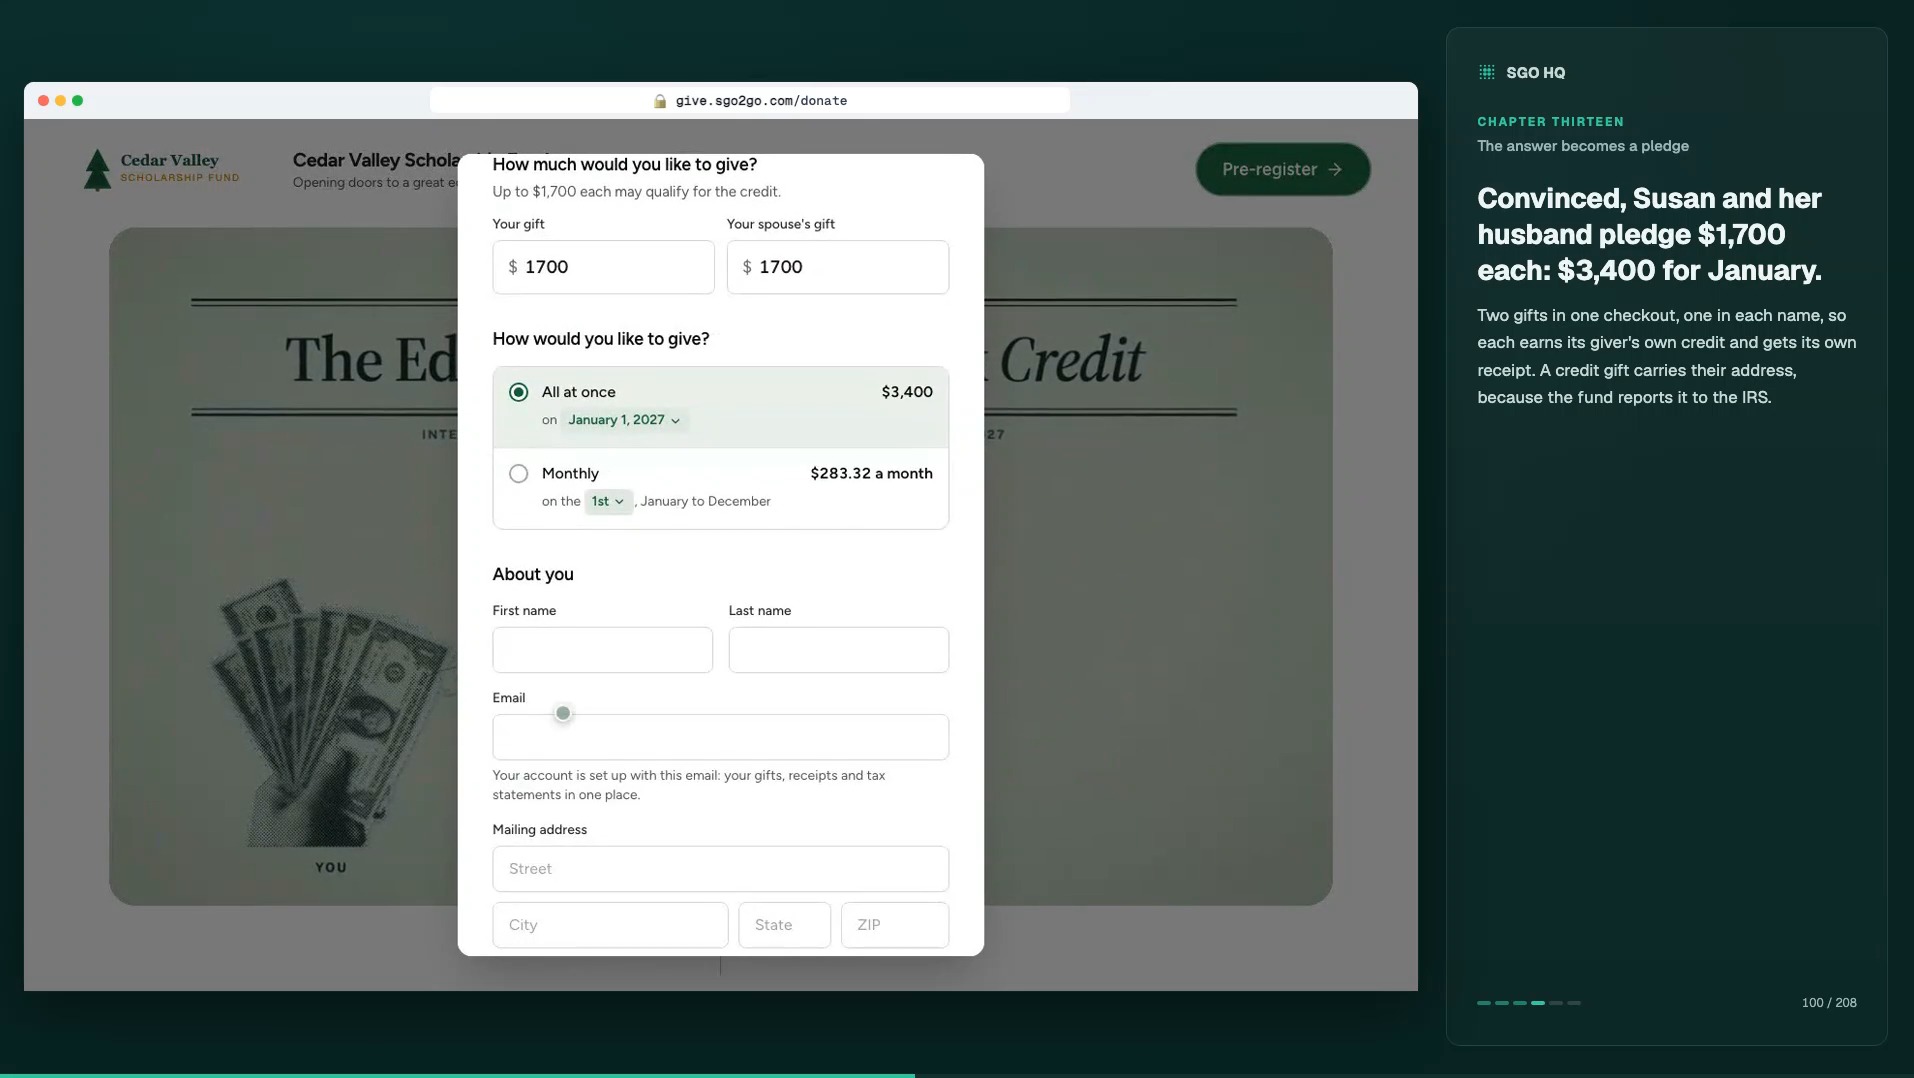 give.sgo2go.com/donate
Cedar Valley
SCHOLARSHIP FUND
Cedar Valley Schola
Opening doors to a great e
Pre-register →
The Ed
Credit
INTE
27
YOU
How much would you like to give?
Up to $1,700 each may qualify for the credit.
Your gift
Your spouse's gift
$ 1700
$ 1700
How would you like to give?
All at once
$3,400
on January 1, 2027
Monthly
$283.32 a month
on the 1st , January to December
About you
First name
Last name
Email
Your account is set up with this email: your gifts, receipts and tax
statements in one place.
Mailing address
Street
City
State
ZIP
SGO HQ
CHAPTER THIRTEEN
The answer becomes a pledge
Convinced, Susan and her
husband pledge $1,700
each: $3,400 for January.
Two gifts in one checkout, one in each name, so
each earns its giver's own credit and gets its own
receipt. A credit gift carries their address,
because the fund reports it to the IRS.
100 / 208